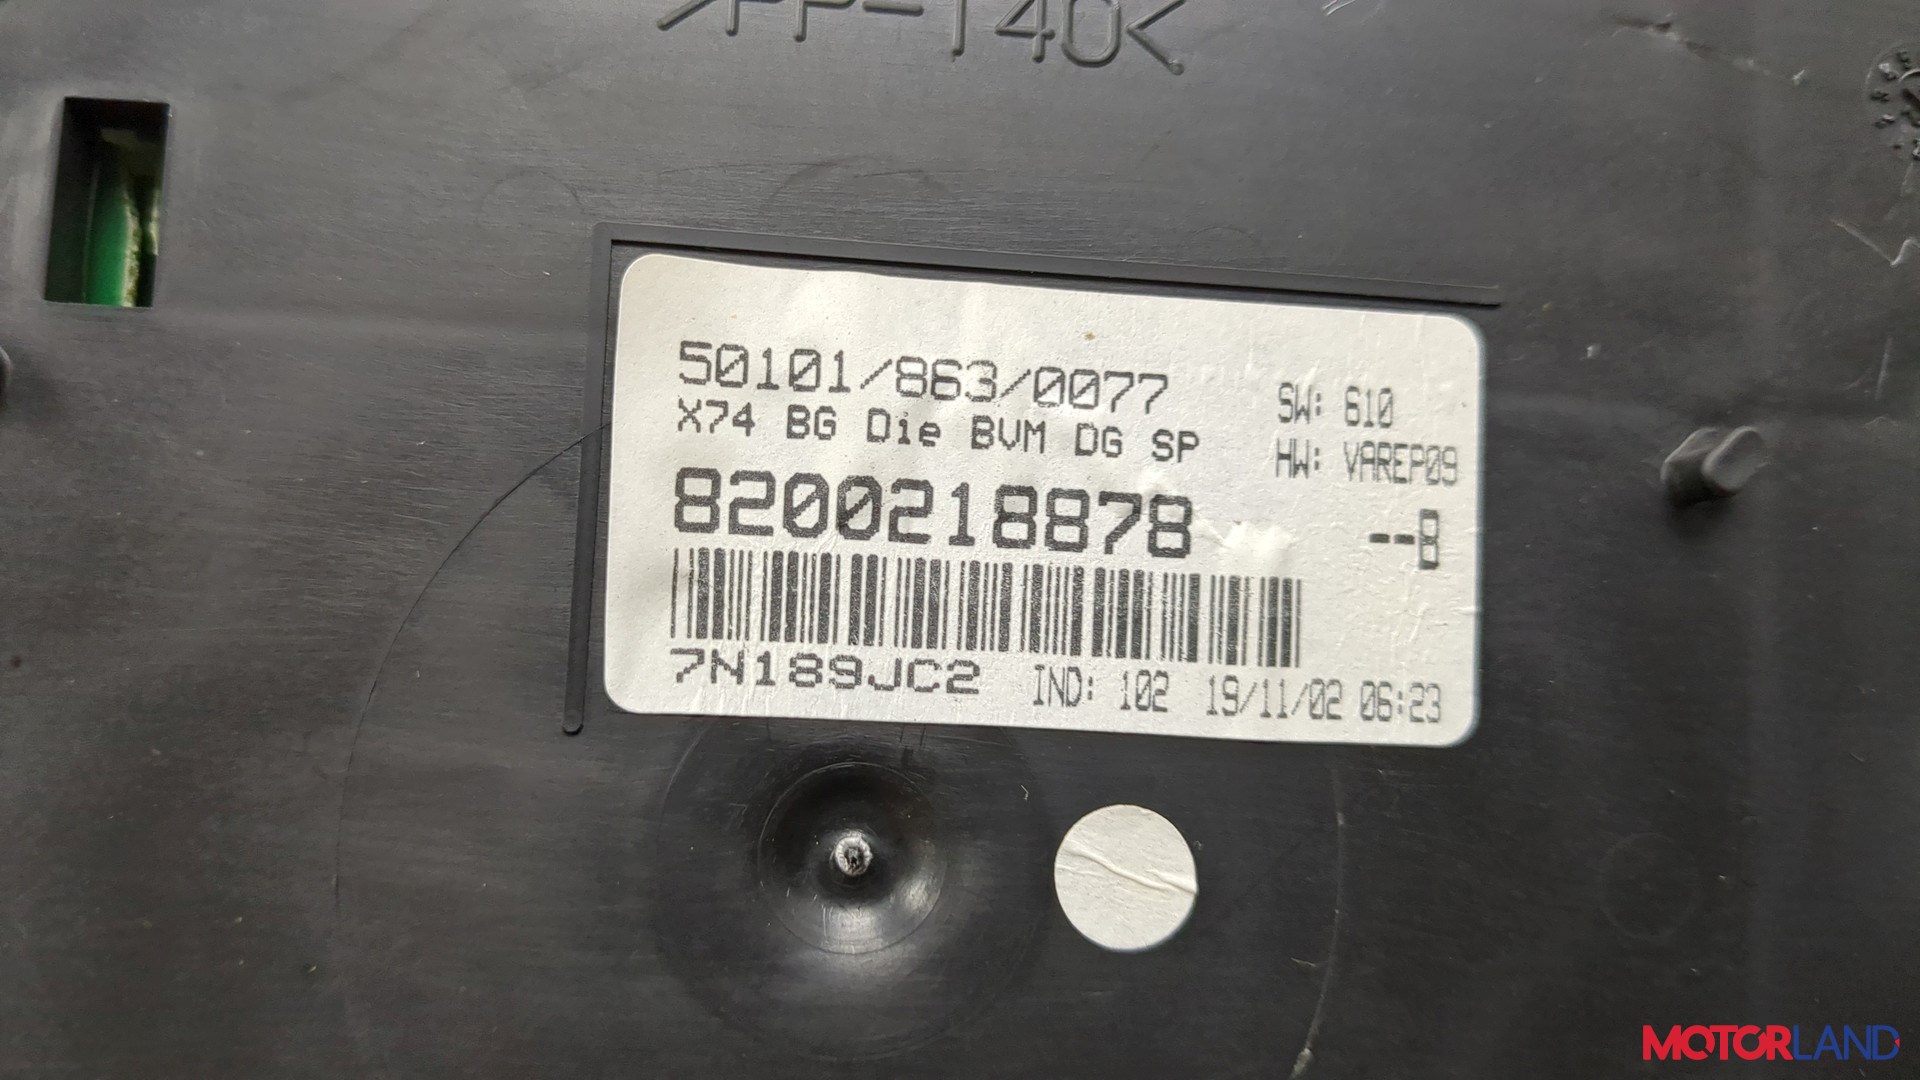 >PP-T40<
50101/863/0077
SW: 610
X74 BG Die BVM DG SP
HW: VAREP09
8200218878
--B
7N189JC2
IND: 102 19/11/02 06:23
MOTORLAND